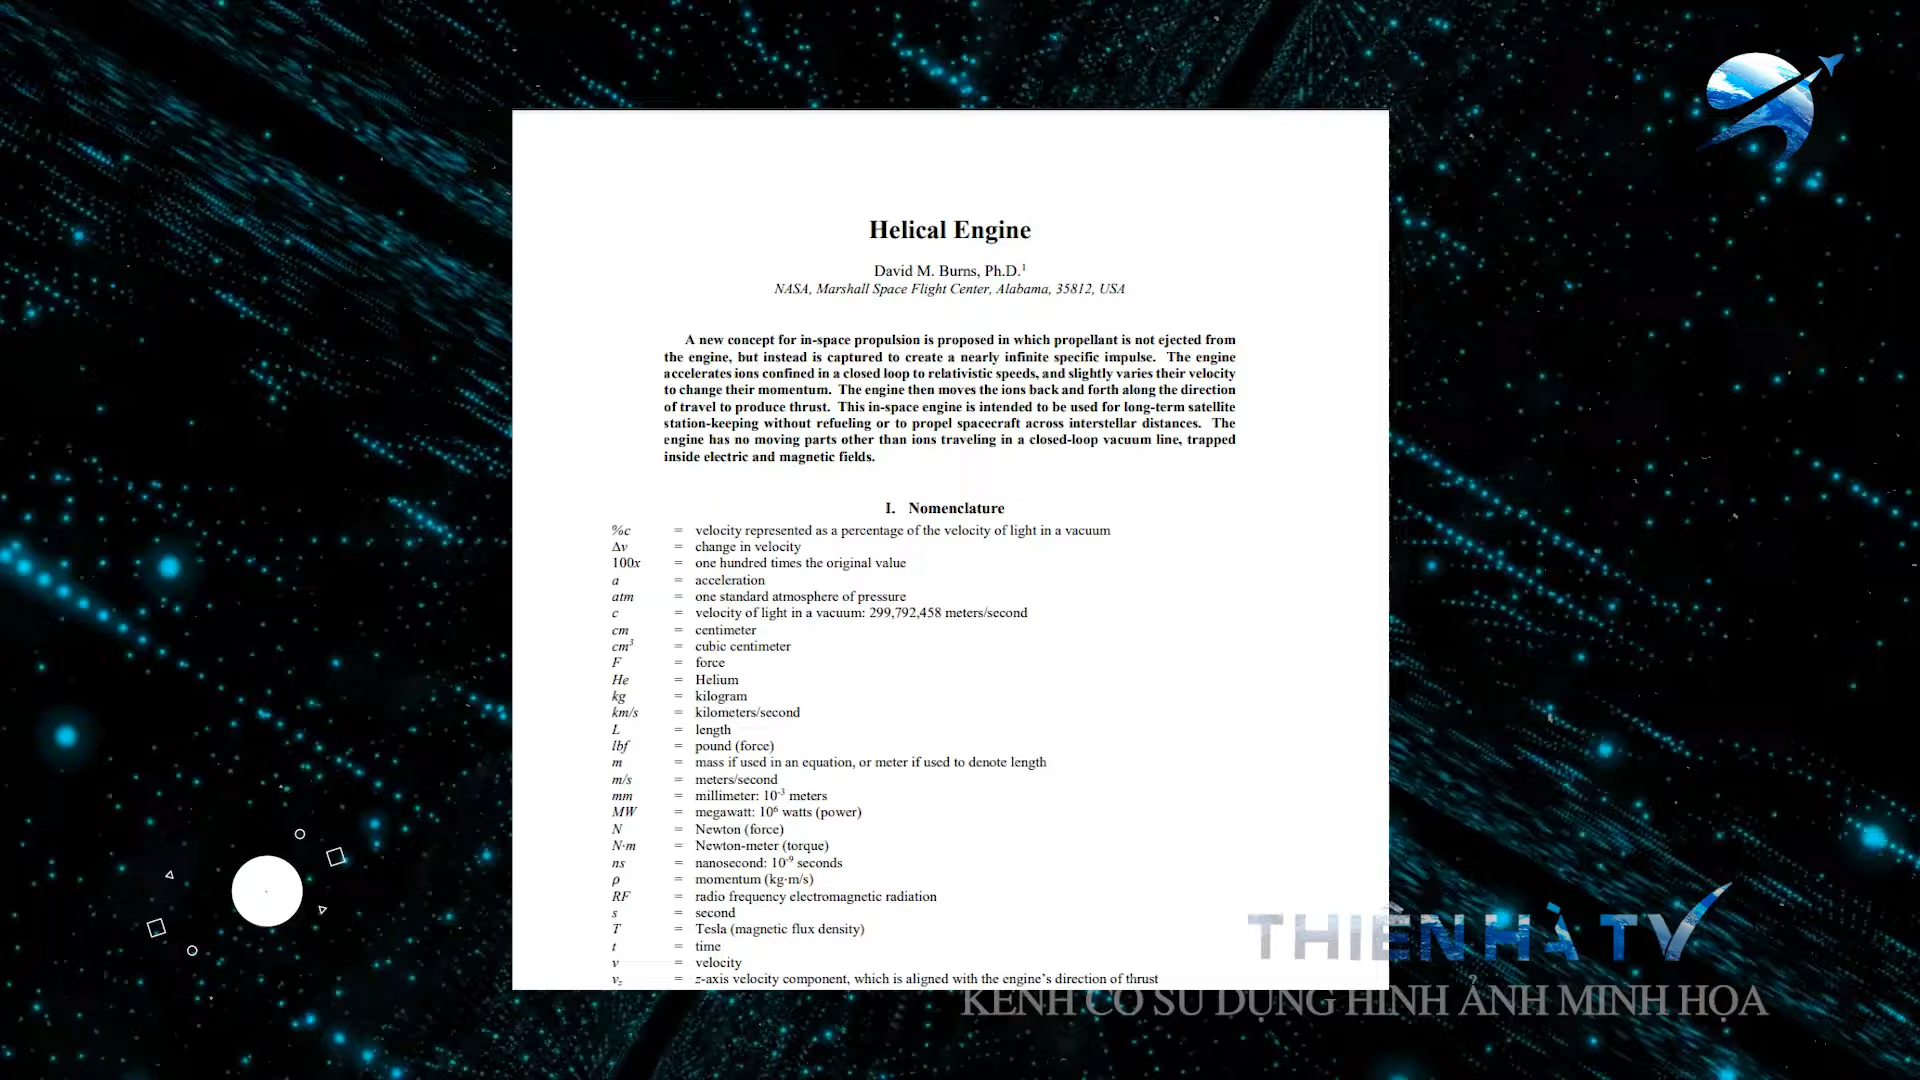 Helical Engine
David M. Burns, Ph.D.¹
NASA, Marshall Space Flight Center, Alabama, 35812, USA
A new concept for in-space propulsion is proposed in which propellant is not ejected from
the engine, but instead is captured to create a nearly infinite specific impulse. The engine
accelerates ions confined in a closed loop to relativistic speeds, and slightly varies their velocity
to change their momentum. The engine then moves the ions back and forth along the direction
of travel to produce thrust. This in-space engine is intended to be used for long-term satellite
station-keeping without refueling or to propel spacecraft across interstellar distances. The
engine has no moving parts other than ions traveling in a closed-loop vacuum line, trapped
inside electric and magnetic fields.
I. Nomenclature
%c = velocity represented as a percentage of the velocity of light in a vacuum
Δv = change in velocity
100x = one hundred times the original value
a = acceleration
atm = one standard atmosphere of pressure
c = velocity of light in a vacuum: 299,792,458 meters/second
cm = centimeter
cm³ = cubic centimeter
F = force
He = Helium
kg = kilogram
km/s = kilometers/second
L = length
lbf = pound (force)
m = mass if used in an equation, or meter if used to denote length
m/s = meters/second
mm = millimeter: 10⁻³ meters
MW = megawatt: 10⁶ watts (power)
N = Newton (force)
N·m = Newton-meter (torque)
ns = nanosecond: 10⁻⁹ seconds
ρ = momentum (kg·m/s)
RF = radio frequency electromagnetic radiation
s = second
T = Tesla (magnetic flux density)
t = time
v = velocity
v_z = z-axis velocity component, which is aligned with the engine's direction of thrust
THIÊN HÀ TV
KÊNH CÓ SỬ DỤNG HÌNH ẢNH MINH HỌA